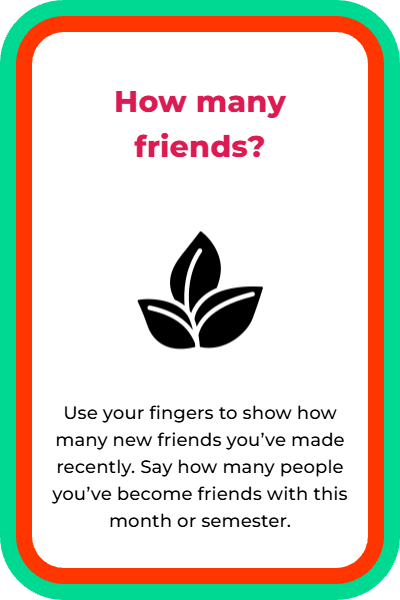 How many
friends?
Use your fingers to show how
many new friends you’ve made
recently. Say how many people
you’ve become friends with this
month or semester.